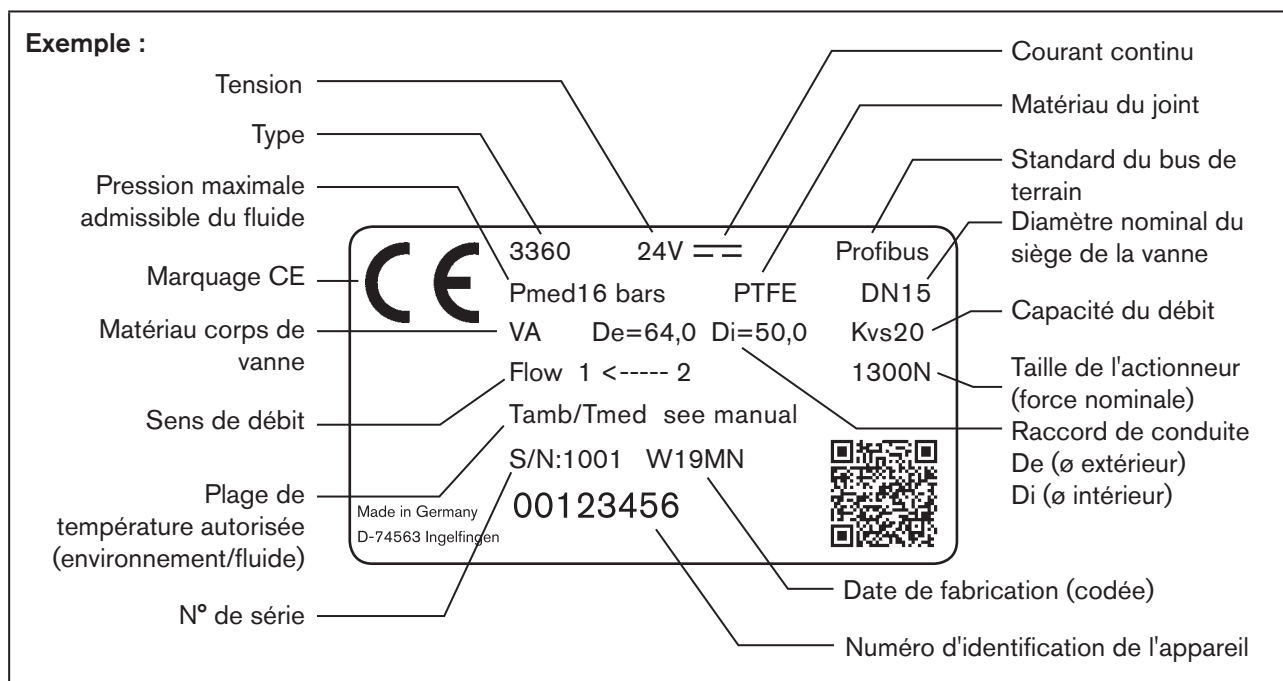 Exemple :
Tension
Type
Pression maximale
admissible du fluide
Marquage CE
Matériau corps de
vanne
Sens de débit
Plage de
température autorisée
(environnement/fluide)
N° de série
CE
3360 24V Profibus
Pmed16 bars PTFE DN15
VA De=64,0 Di=50,0 Kvs20
Flow 1 <----- 2 1300N
Tamb/Tmed see manual
S/N:1001 W19MN
00123456
Made in Germany
D-74563 Ingelfingen
Courant continu
Matériau du joint
Standard du bus de
terrain
Diamètre nominal du
siège de la vanne
Capacité du débit
Taille de l'actionneur
(force nominale)
Raccord de conduite
De (ø extérieur)
Di (ø intérieur)
Date de fabrication (codée)
Numéro d'identification de l'appareil